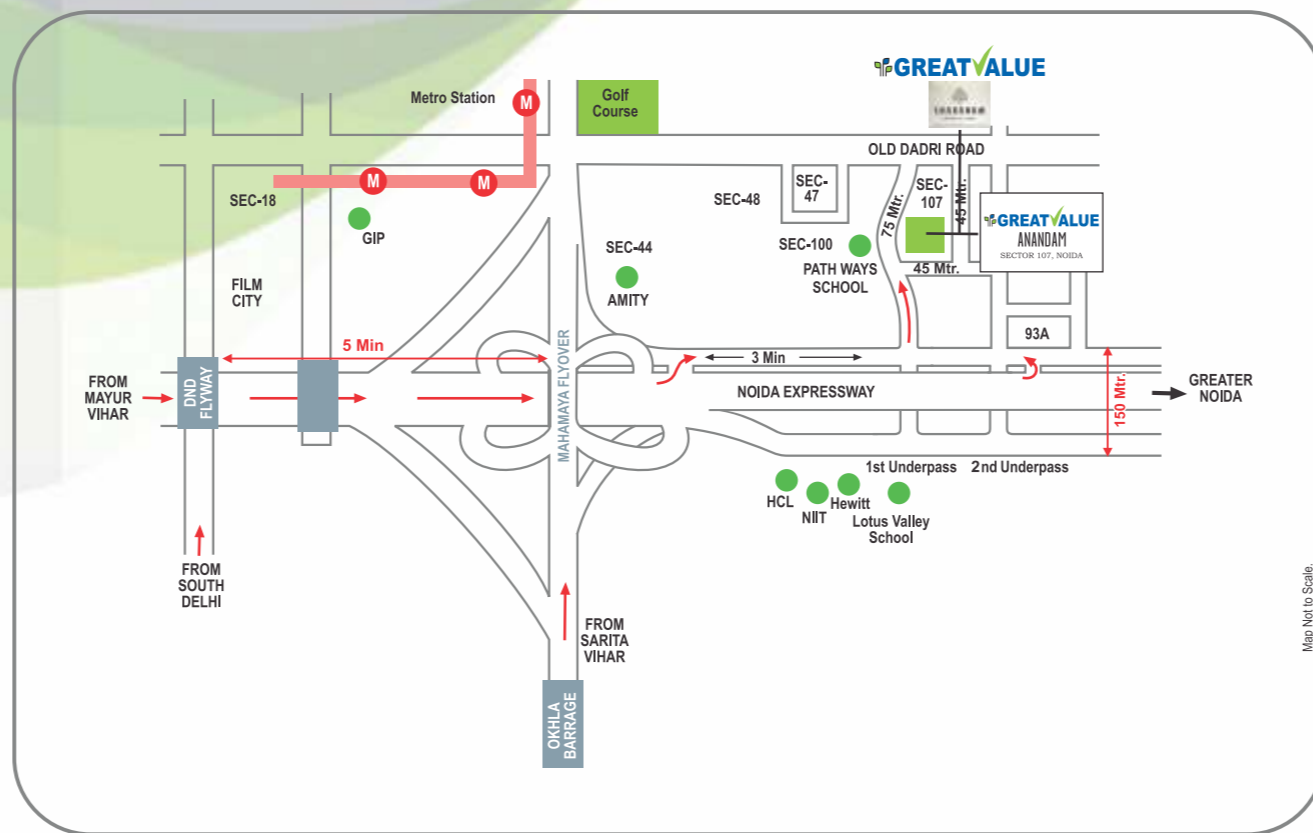 GREAT VALUE
Metro Station
M
Golf
Course
OLD DADRI ROAD
M
M
SEC-18
GIP
SEC-48
SEC-
47
75 Mtr.
SEC-
107
45 Mtr.
GREAT VALUE
ANANDAM
SECTOR 107, NOIDA
SEC-44
AMITY
SEC-100
PATH WAYS
SCHOOL
45 Mtr.
FILM
CITY
5 Min
3 Min
93A
FROM
MAYUR
VIHAR
DND
FLYWAY
MAHAMAYA FLYOVER
NOIDA EXPRESSWAY
150 Mtr.
GREATER
NOIDA
1st Underpass
2nd Underpass
HCL
NIIT
Hewitt
Lotus Valley
School
FROM
SOUTH
DELHI
FROM
SARITA
VIHAR
OKHLA
BARRAGE
Map Not to Scale.